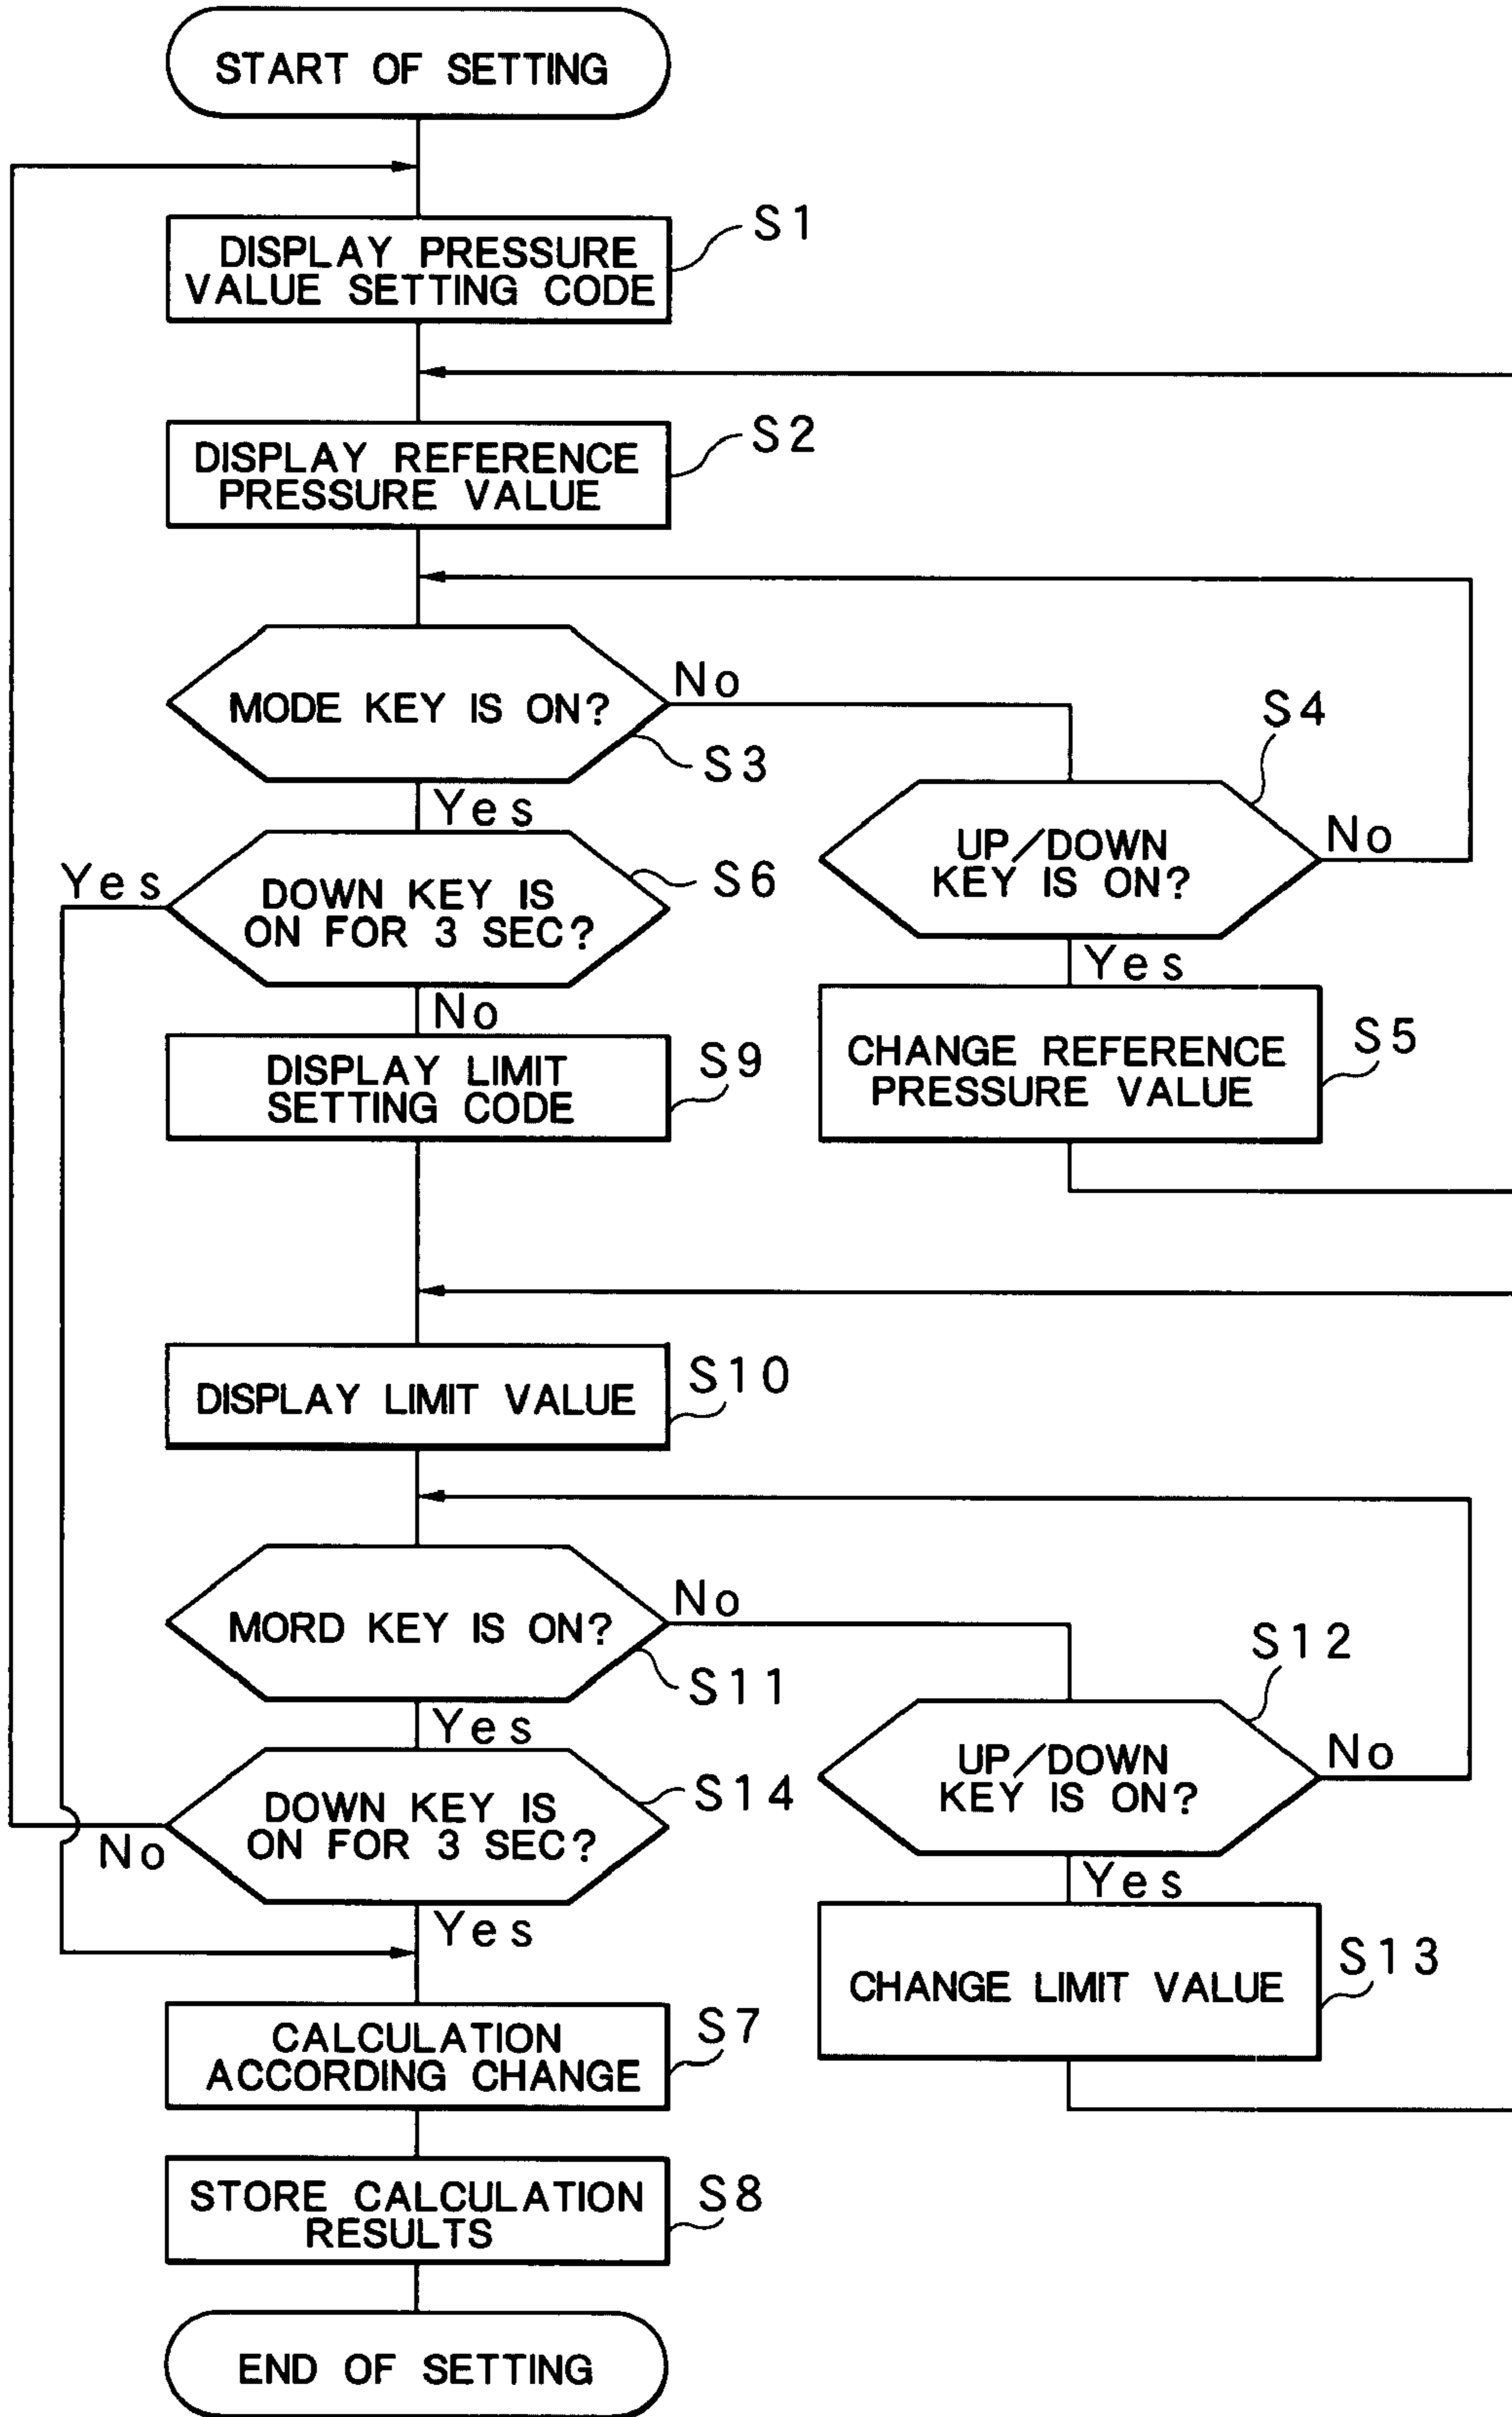 START OF SETTING
DISPLAY PRESSURE
VALUE SETTING CODE
S1
DISPLAY REFERENCE
PRESSURE VALUE
S2
MODE KEY IS ON?
No
S3
Yes
S4
UP/DOWN
KEY IS ON?
No
Yes
Yes
DOWN KEY IS
ON FOR 3 SEC?
S6
No
CHANGE REFERENCE
PRESSURE VALUE
S5
DISPLAY LIMIT
SETTING CODE
S9
DISPLAY LIMIT VALUE
S10
MORD KEY IS ON?
No
S11
Yes
S12
UP/DOWN
KEY IS ON?
No
Yes
DOWN KEY IS
ON FOR 3 SEC?
S14
No
Yes
CHANGE LIMIT VALUE
S13
CALCULATION
ACCORDING CHANGE
S7
STORE CALCULATION
RESULTS
S8
END OF SETTING